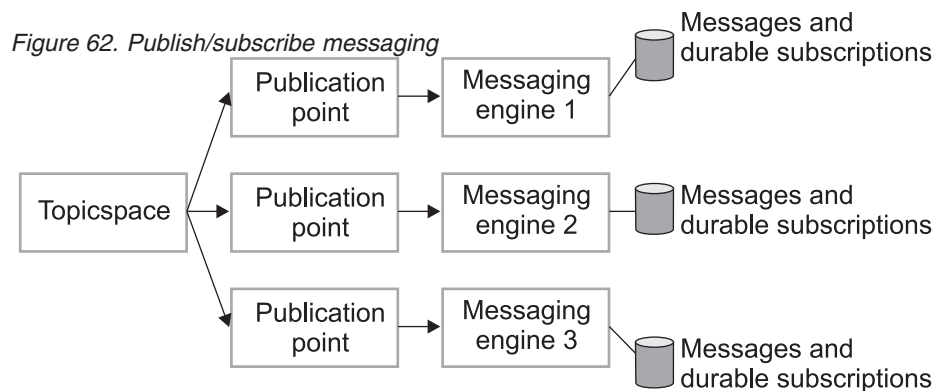 Figure 62. Publish/subscribe messaging
Messages and
durable subscriptions
Publication
point
Messaging
engine 1
Topicspace
Publication
point
Messaging
engine 2
Messages and
durable subscriptions
Publication
point
Messaging
engine 3
Messages and
durable subscriptions